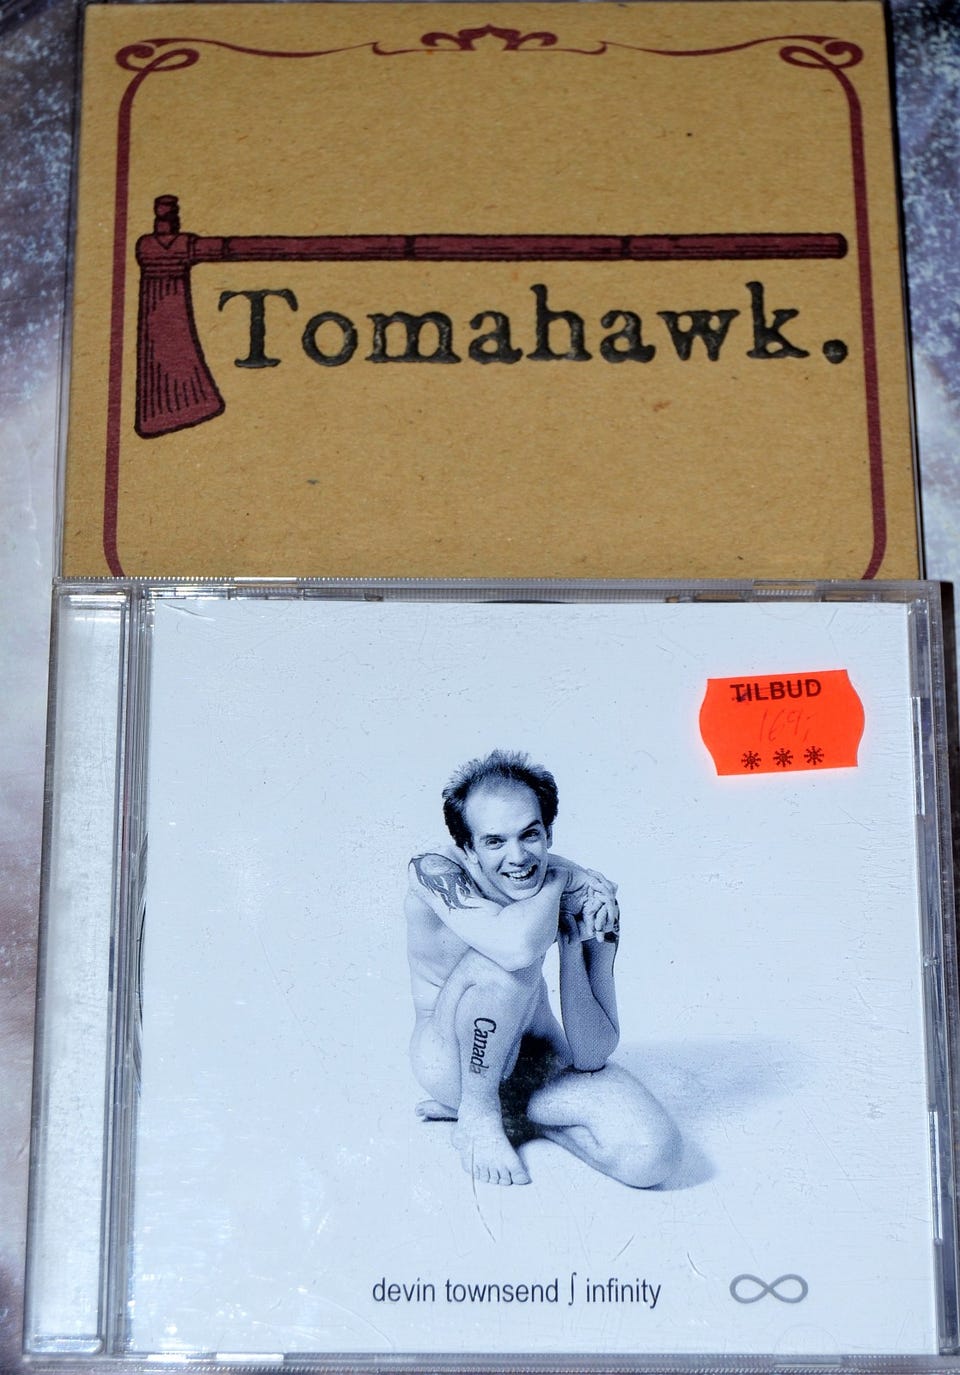 Tomahawk.
TILBUD
169,-
***
Canada
devin townsend ∫ infinity ∞